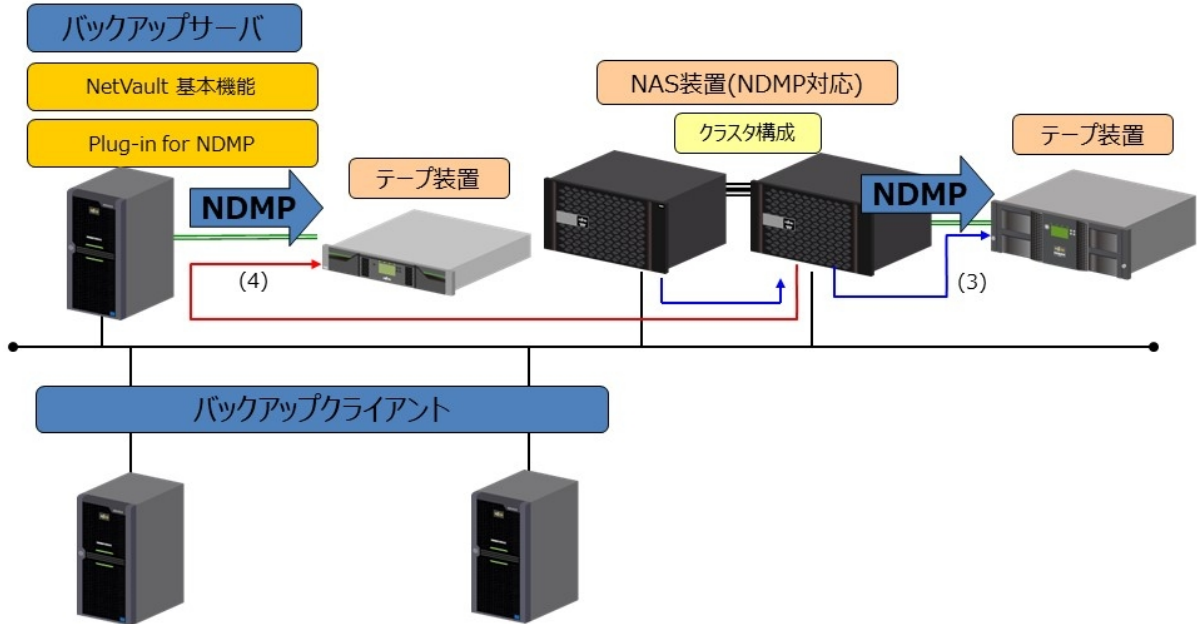 バックアップサーバ
NetVault 基本機能
Plug-in for NDMP
NDMP
テープ装置
NAS装置(NDMP対応)
クラスタ構成
NDMP
テープ装置
(4)
(3)
バックアップクライアント